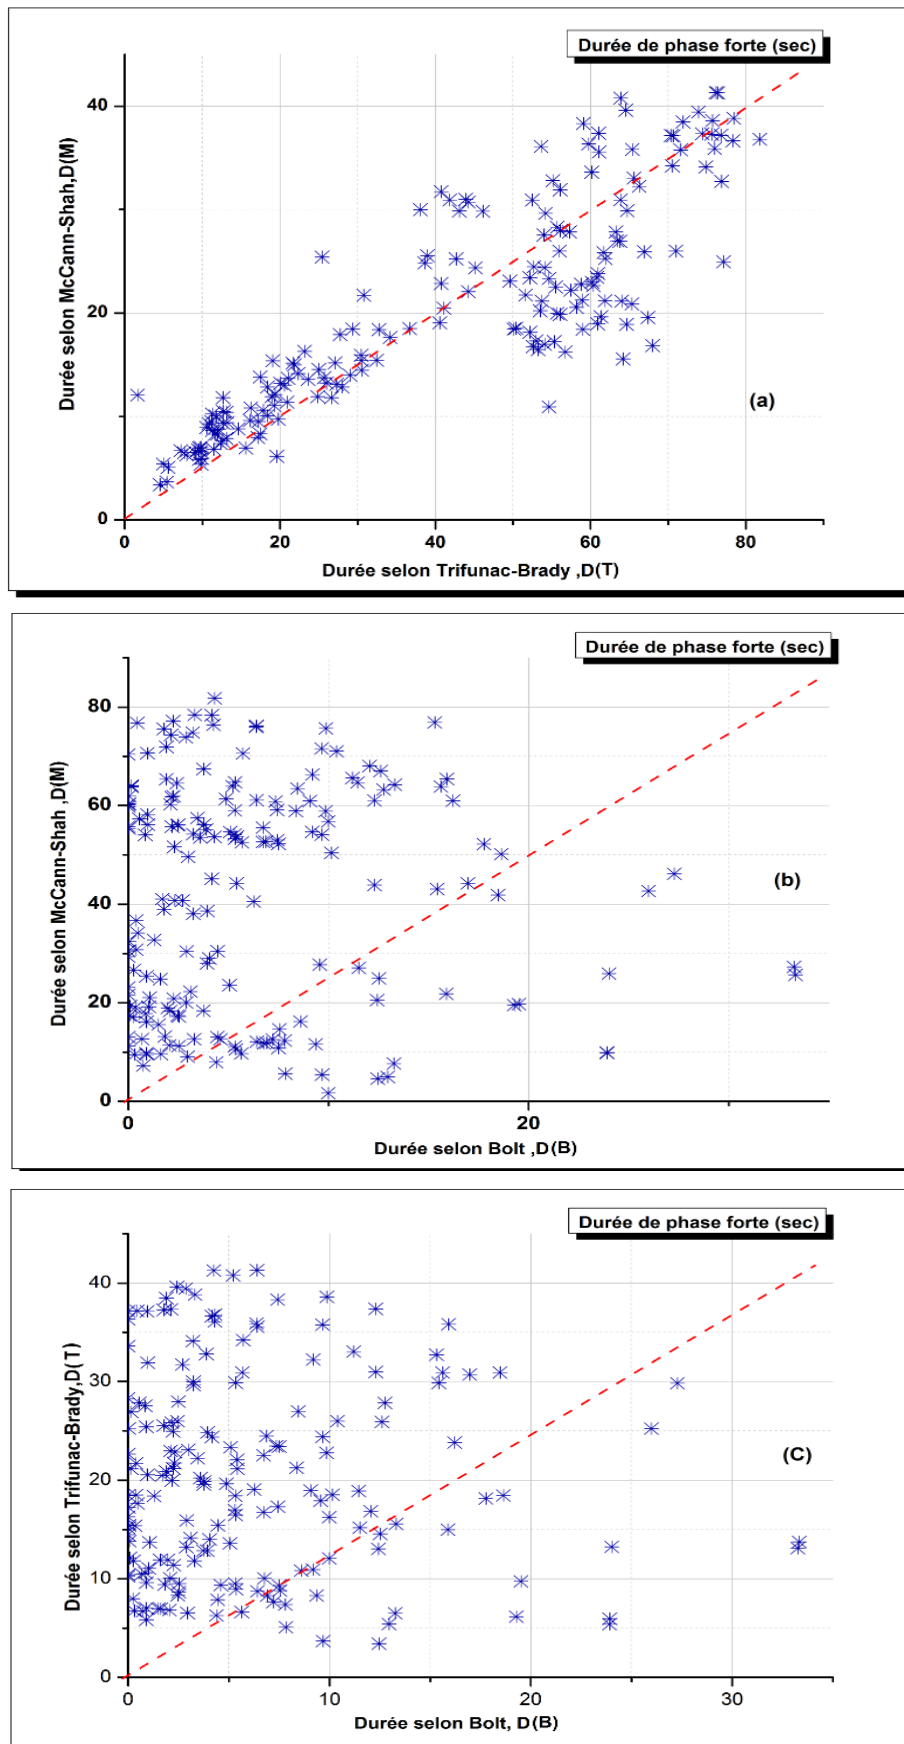 Durée de phase forte (sec)
Durée selon McCann-Shah,D(M)
40
20
0
(a)
0 20 40 60 80
Durée selon Trifunac-Brady ,D(T)
Durée de phase forte (sec)
Durée selon McCann-Shah ,D(M)
80
60
40
20
0
(b)
0 20
Durée selon Bolt ,D(B)
Durée de phase forte (sec)
Durée selon Trifunac-Brady,D(T)
40
30
20
10
0
(C)
0 10 20 30
Durée selon Bolt, D(B)